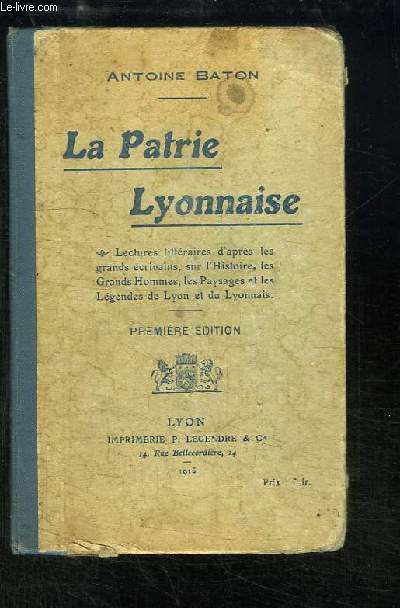 Le-livre.com
ANTOINE BATON
La Patrie
Lyonnaise
Lectures littéraires d'après les
grands écrivains, sur l'Histoire, les
Grands Hommes, les Paysages et les
Légendes de Lyon et du Lyonnais.
PREMIÈRE ÉDITION
LYON
IMPRIMERIE P. LEGENDRE & Cie
14, Rue Bellecordière, 14
Prix fr.